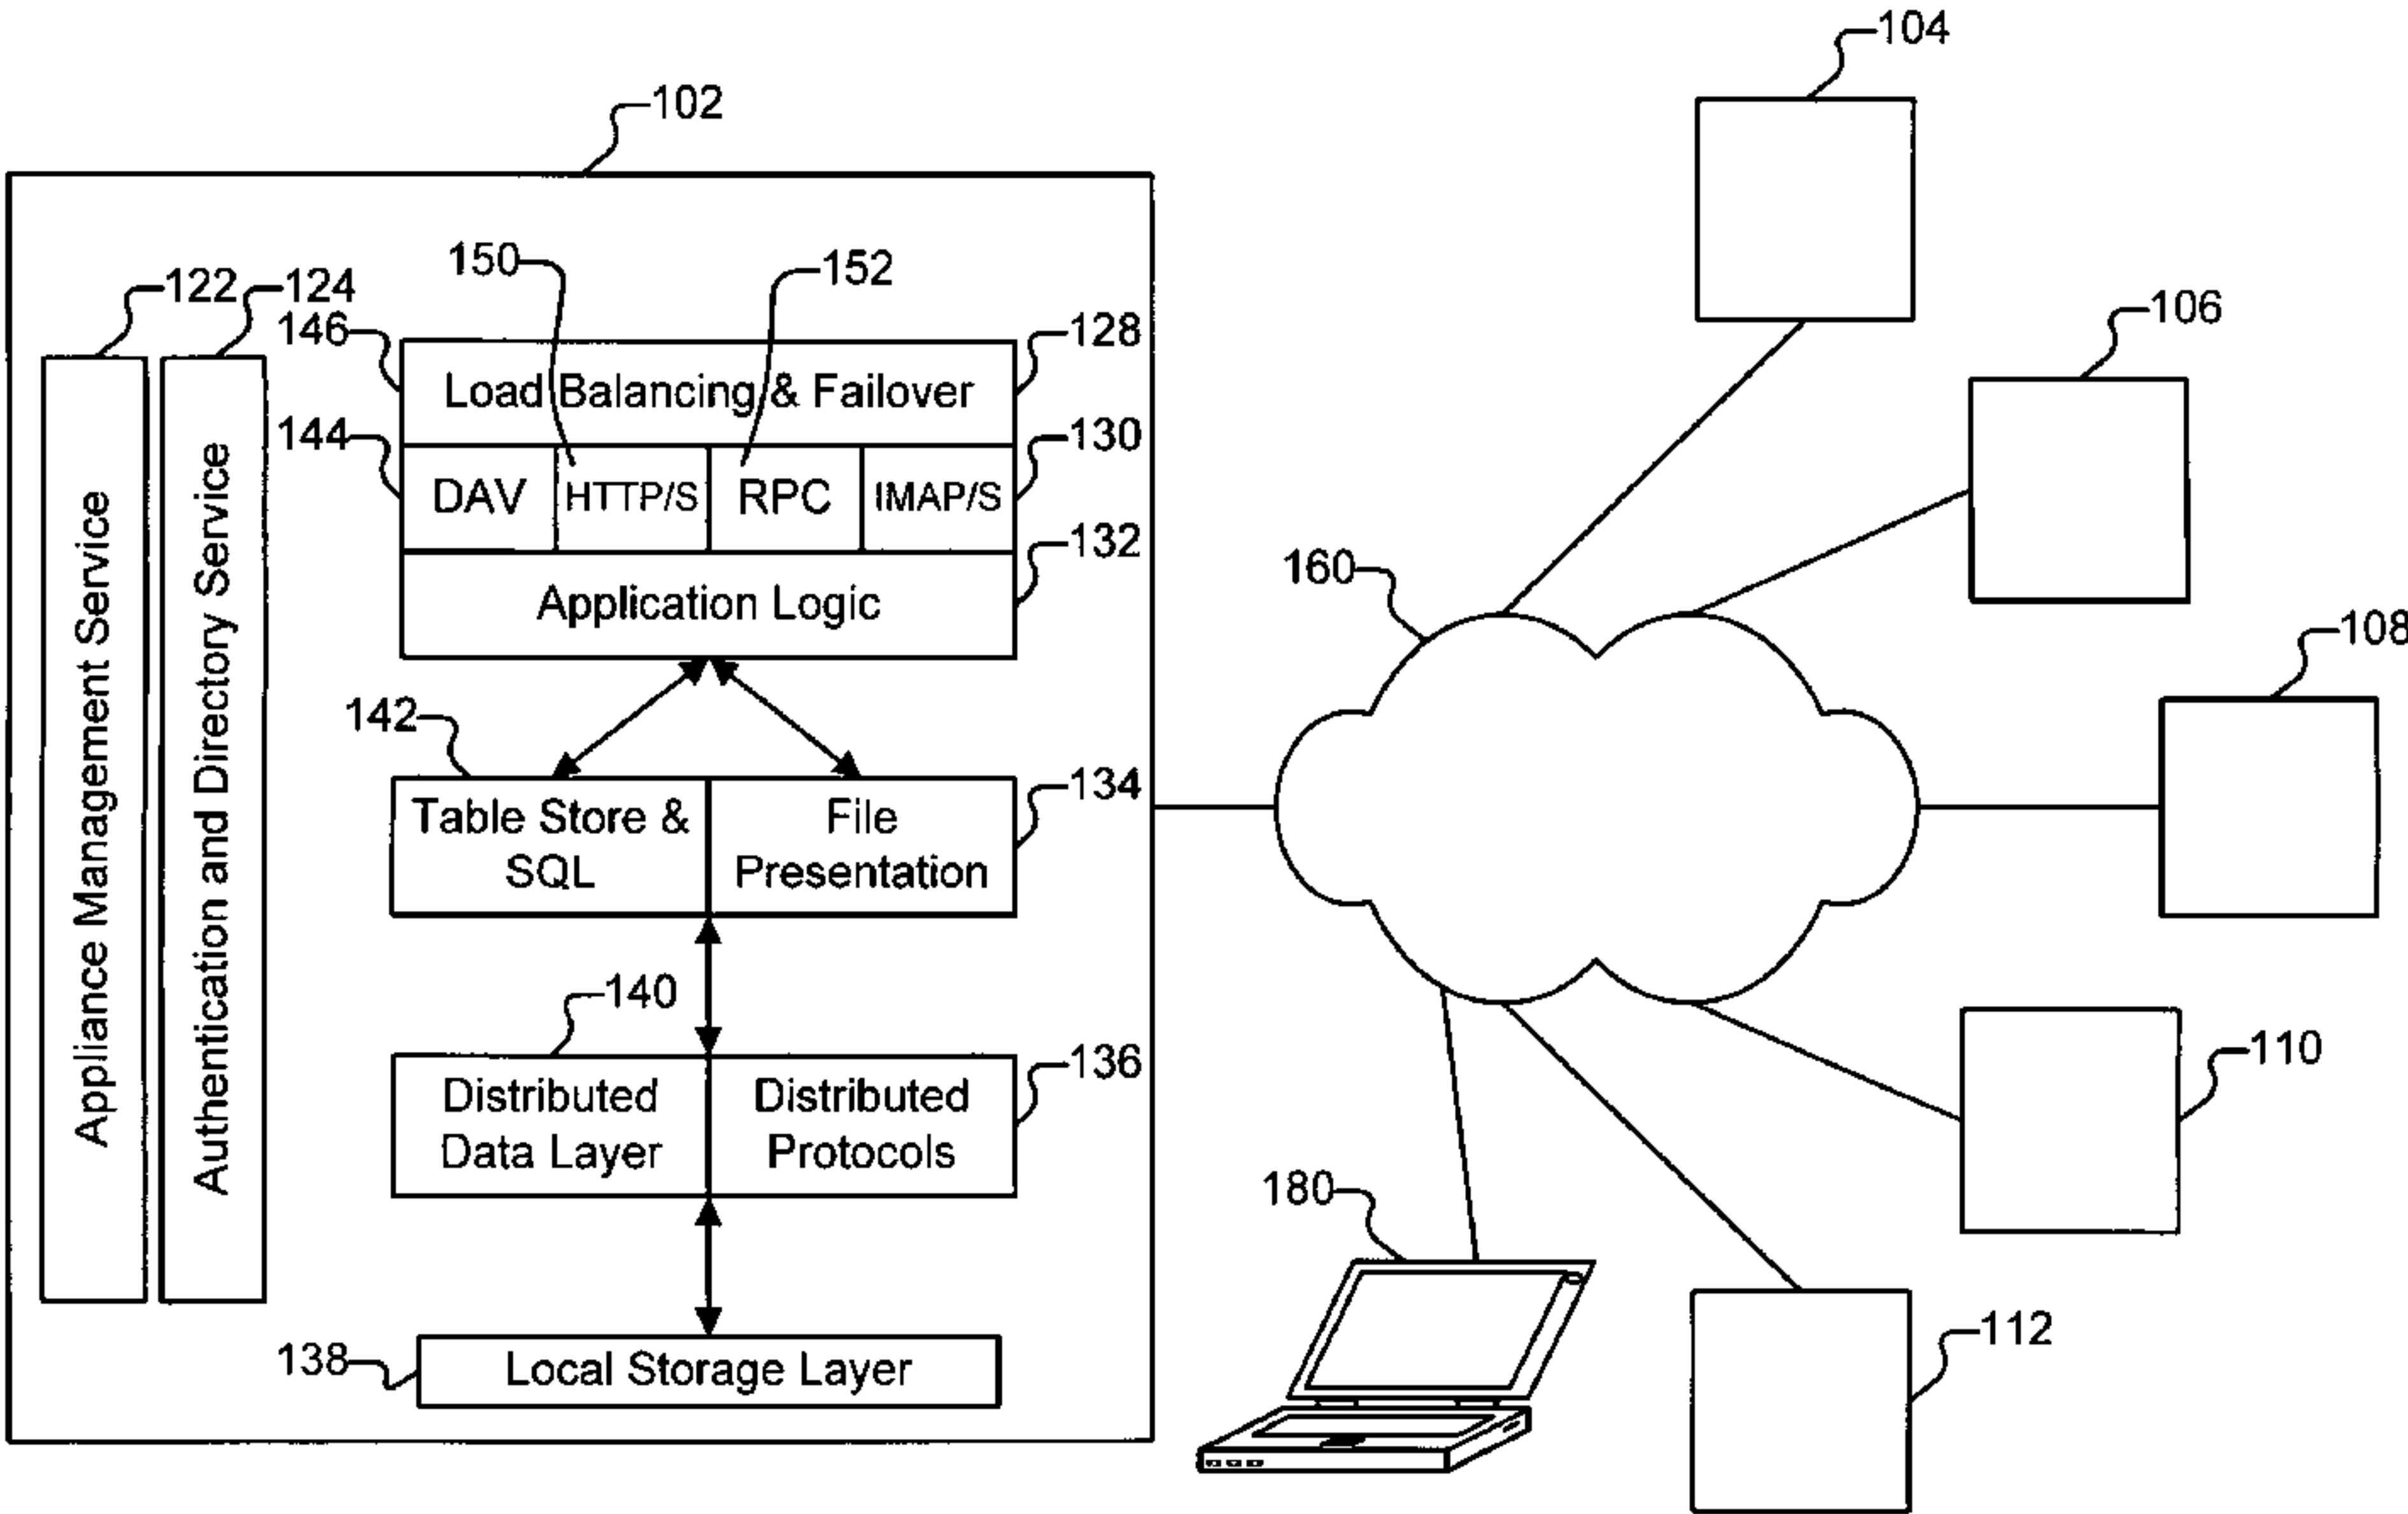 104
102
150
152
122
124
106
146
128
Load Balancing & Failover
144
130
DAV
HTTP/S
RPC
IMAP/S
132
Application Logic
160
108
142
134
Table Store &
SQL
File
Presentation
Appliance Management Service
Authentication and Directory Service
140
136
Distributed
Data Layer
Distributed
Protocols
110
180
138
Local Storage Layer
112